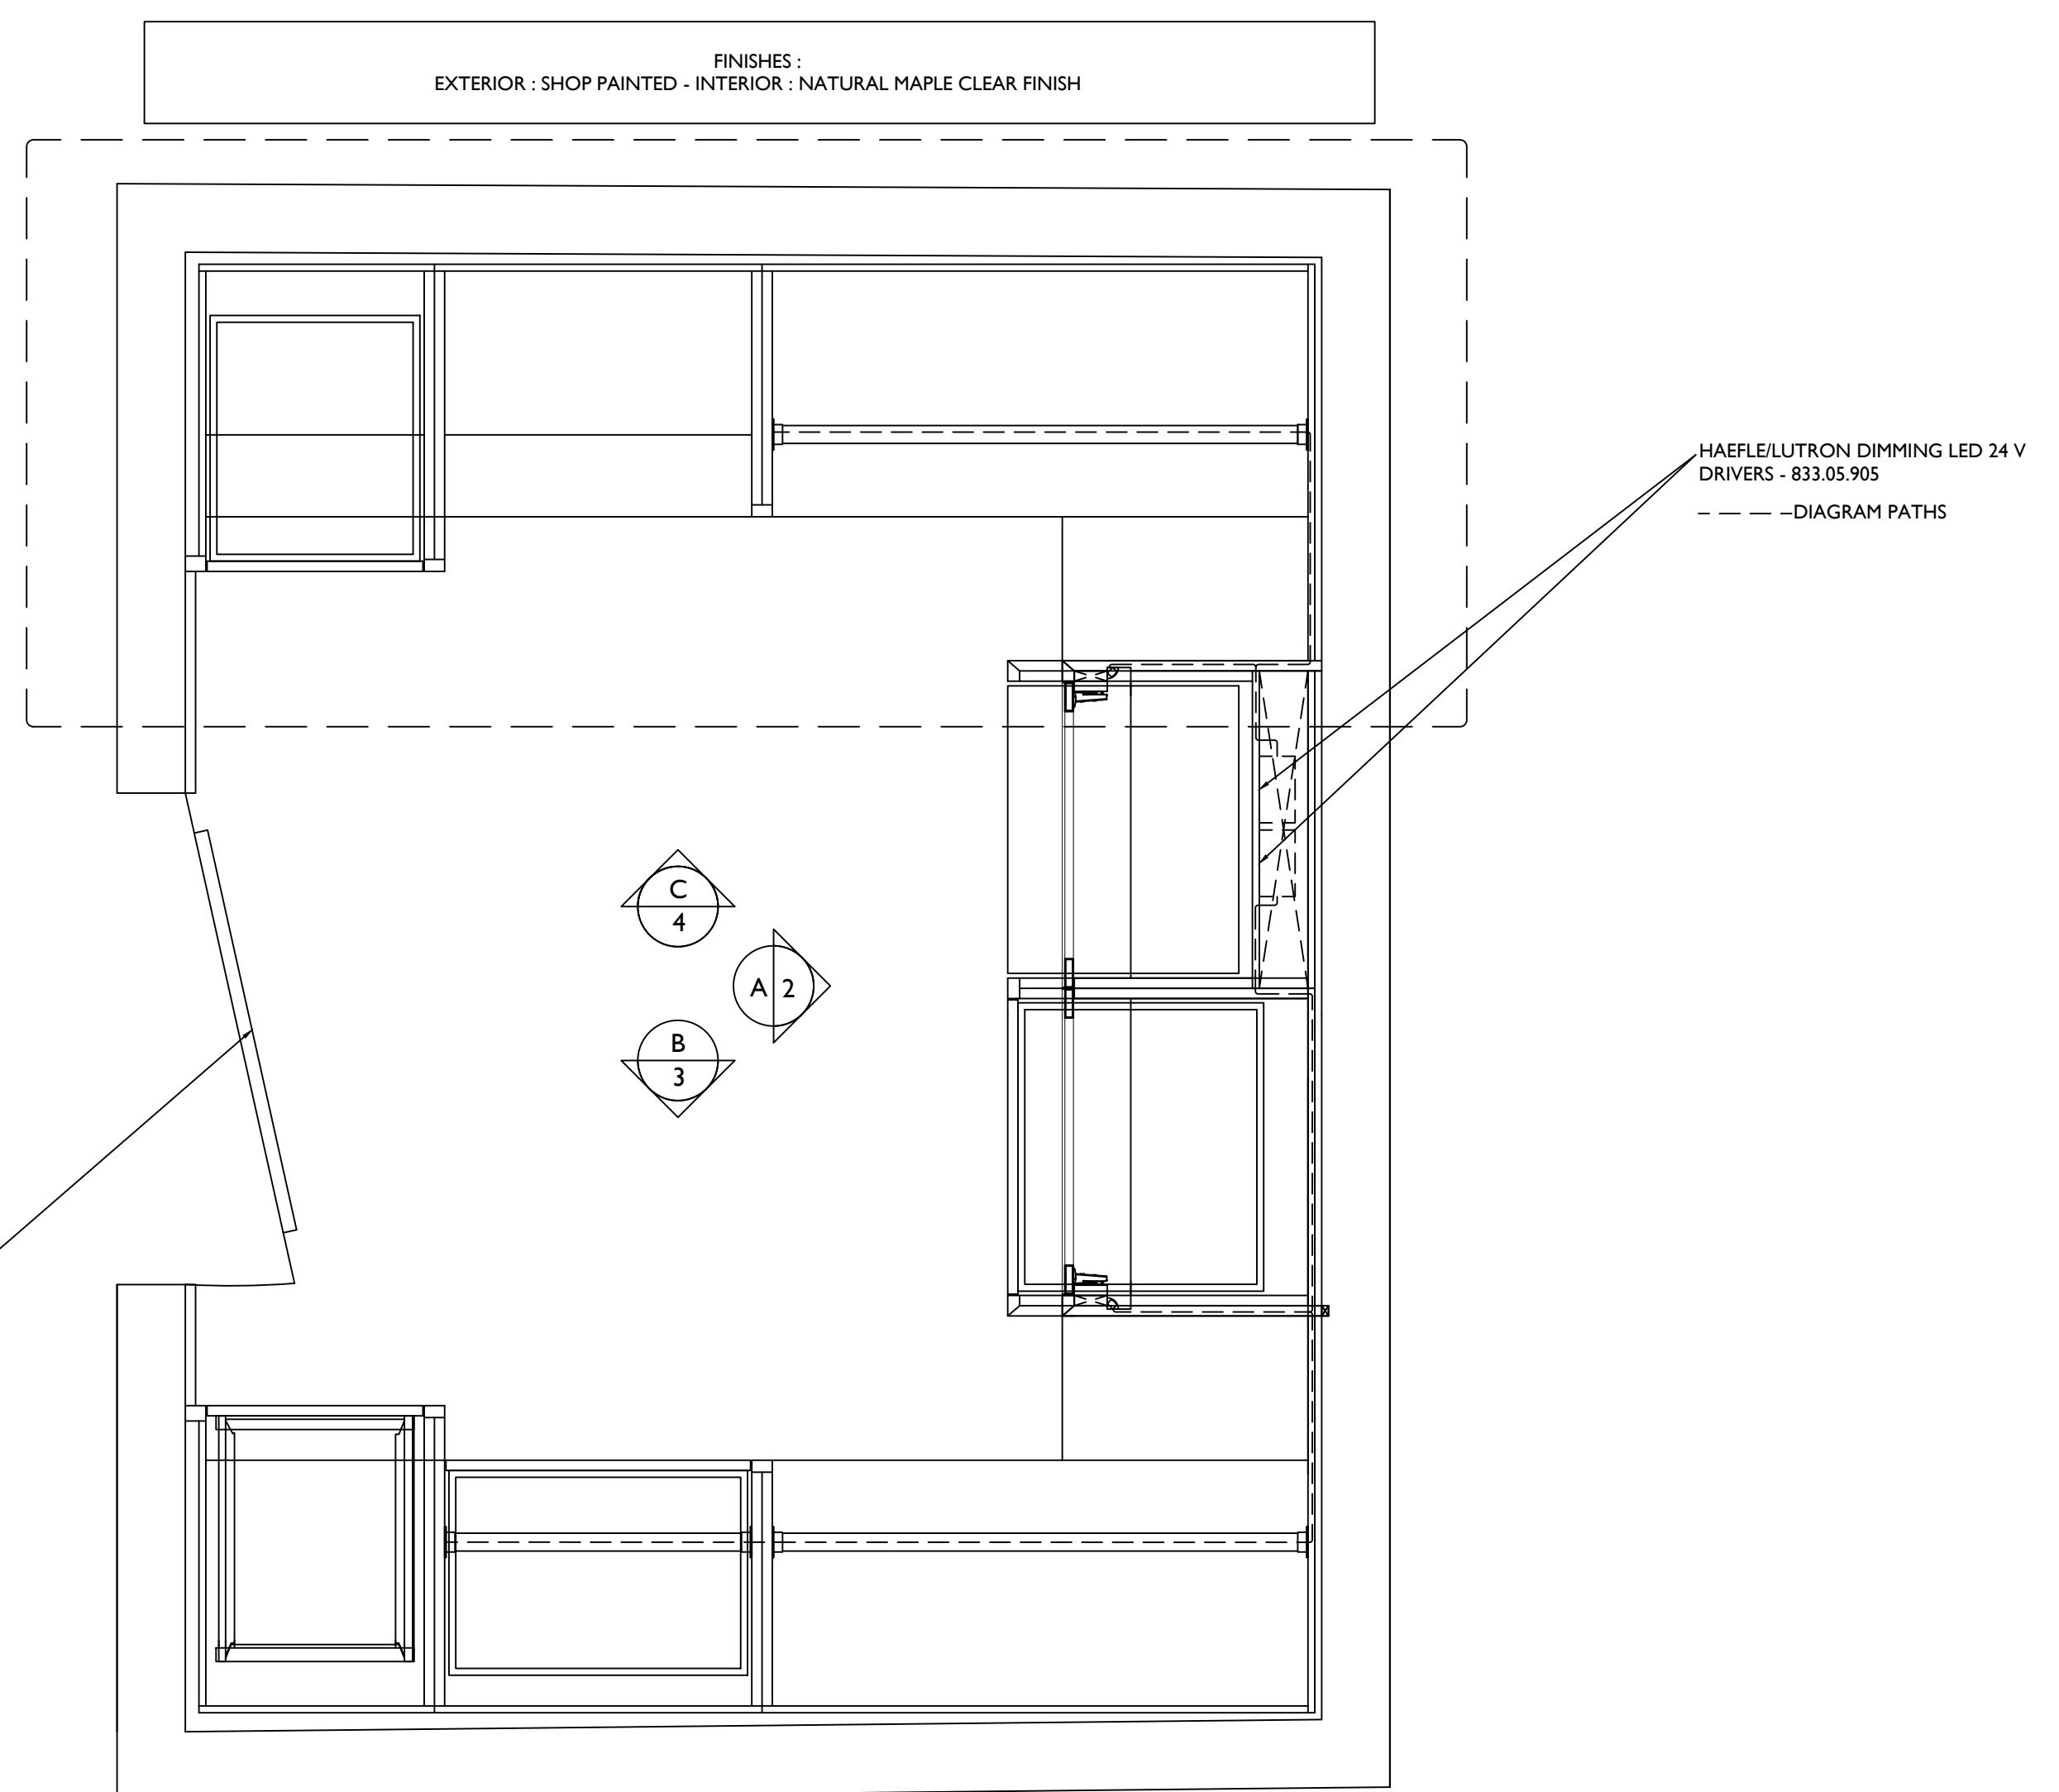 FINISHES :
EXTERIOR : SHOP PAINTED - INTERIOR : NATURAL MAPLE CLEAR FINISH
HAEFLE/LUTRON DIMMING LED 24 V
DRIVERS - 833.05.905
DIAGRAM PATHS
C
4
A 2
B
3